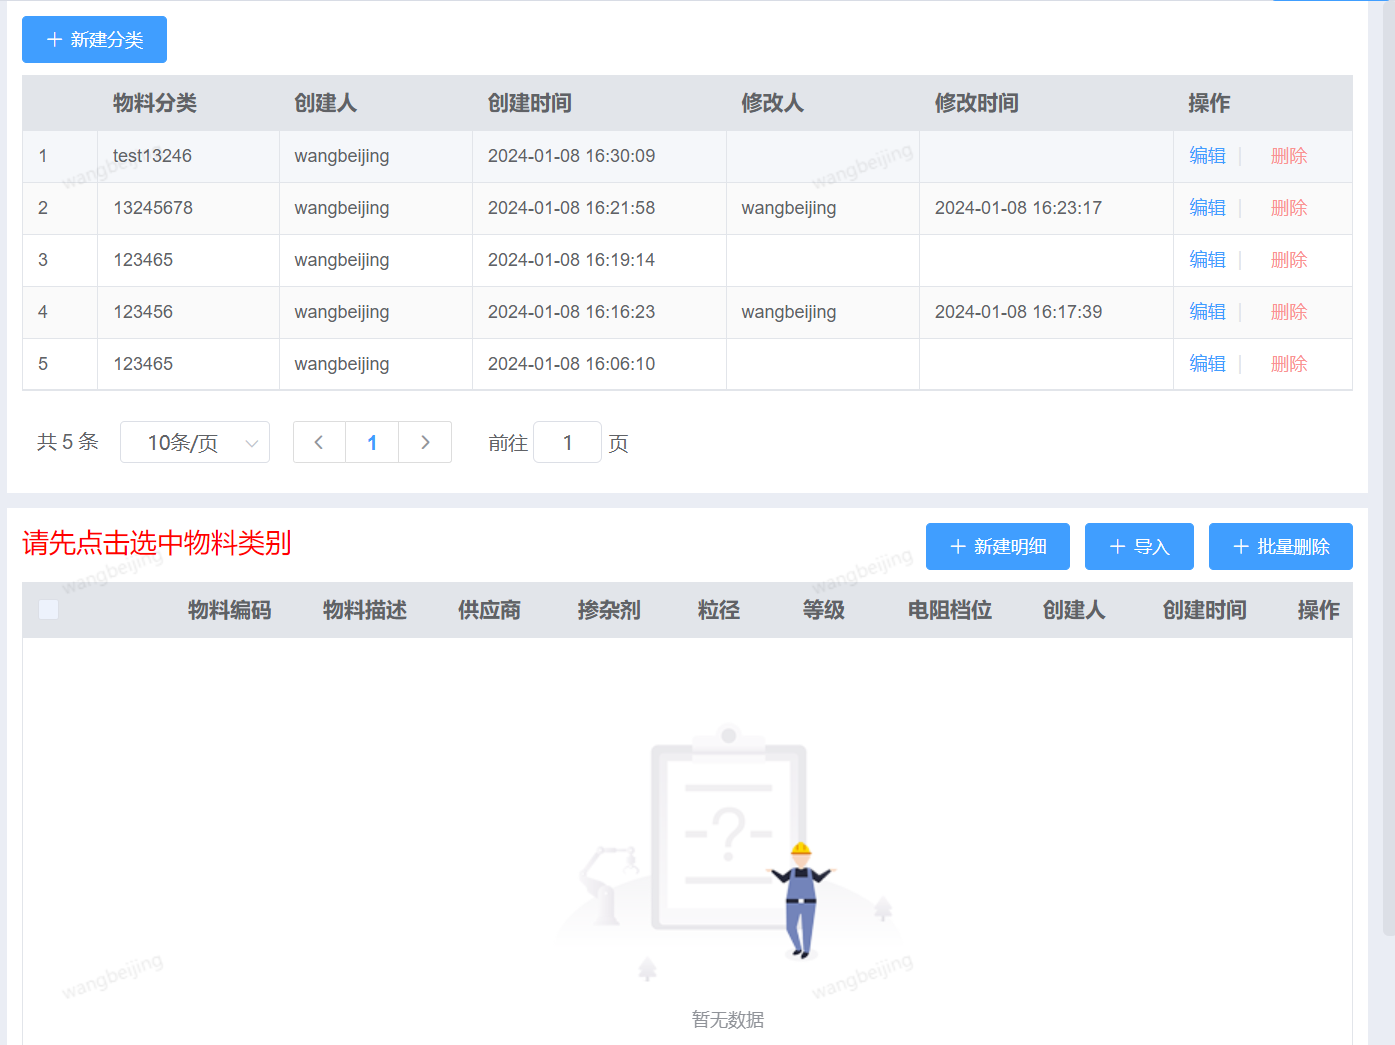 + 新建分类
物料分类 创建人 创建时间 修改人 修改时间 操作
1 test13246 wangbeijing 2024-01-08 16:30:09 编辑 删除
2 13245678 wangbeijing 2024-01-08 16:21:58 wangbeijing 2024-01-08 16:23:17 编辑 删除
3 123465 wangbeijing 2024-01-08 16:19:14 编辑 删除
4 123456 wangbeijing 2024-01-08 16:16:23 wangbeijing 2024-01-08 16:17:39 编辑 删除
5 123465 wangbeijing 2024-01-08 16:06:10 编辑 删除
wangbeijing wangbeijing
共 5 条 10条/页 1 前往 1 页
请先点击选中物料类别 + 新建明细 + 导入 + 批量删除
wangbeijing wangbeijing
物料编码 物料描述 供应商 掺杂剂 粒径 等级 电阻档位 创建人 创建时间 操作
?
wangbeijing wangbeijing
暂无数据